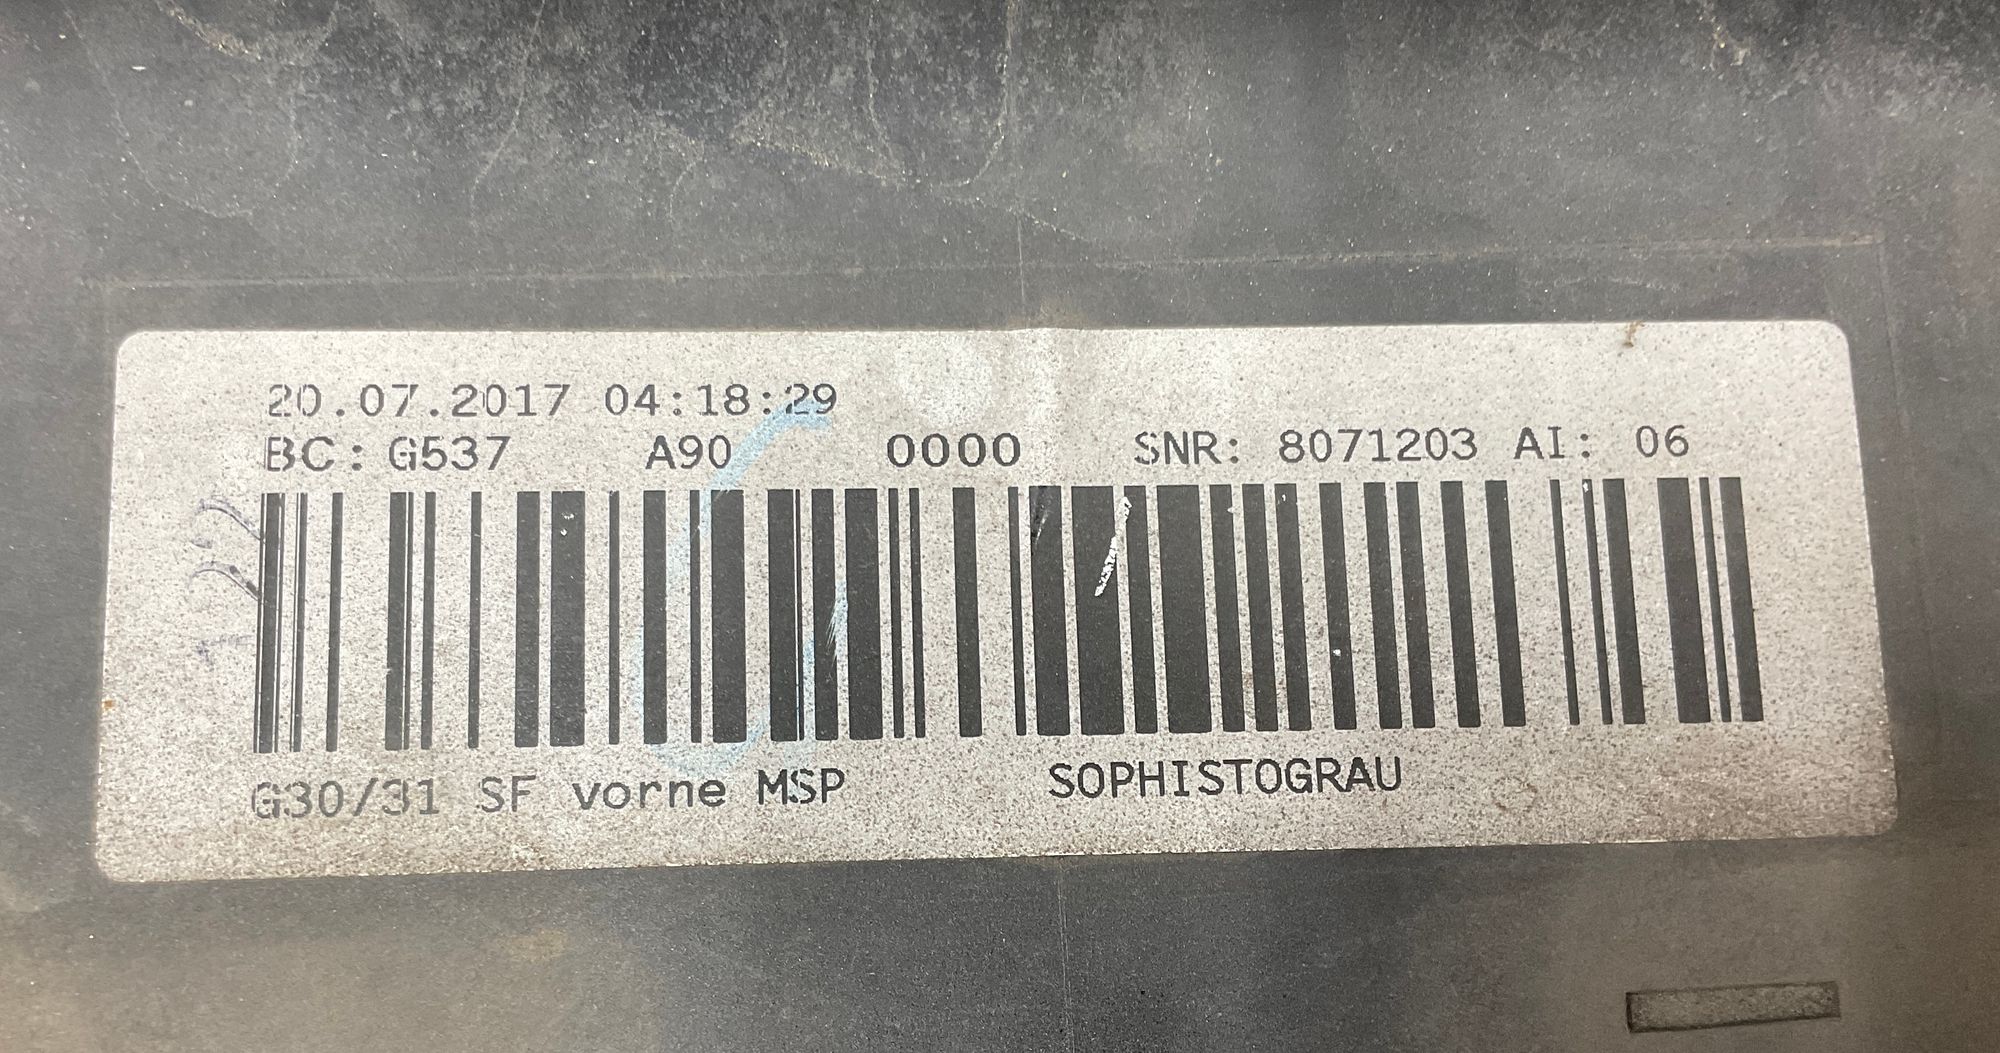 20.07.2017 04:18:29
BC: G537 A90 0000 SNR: 8071203 AI: 06
G30/31 SF vorne MSP SOPHISTOGRAU